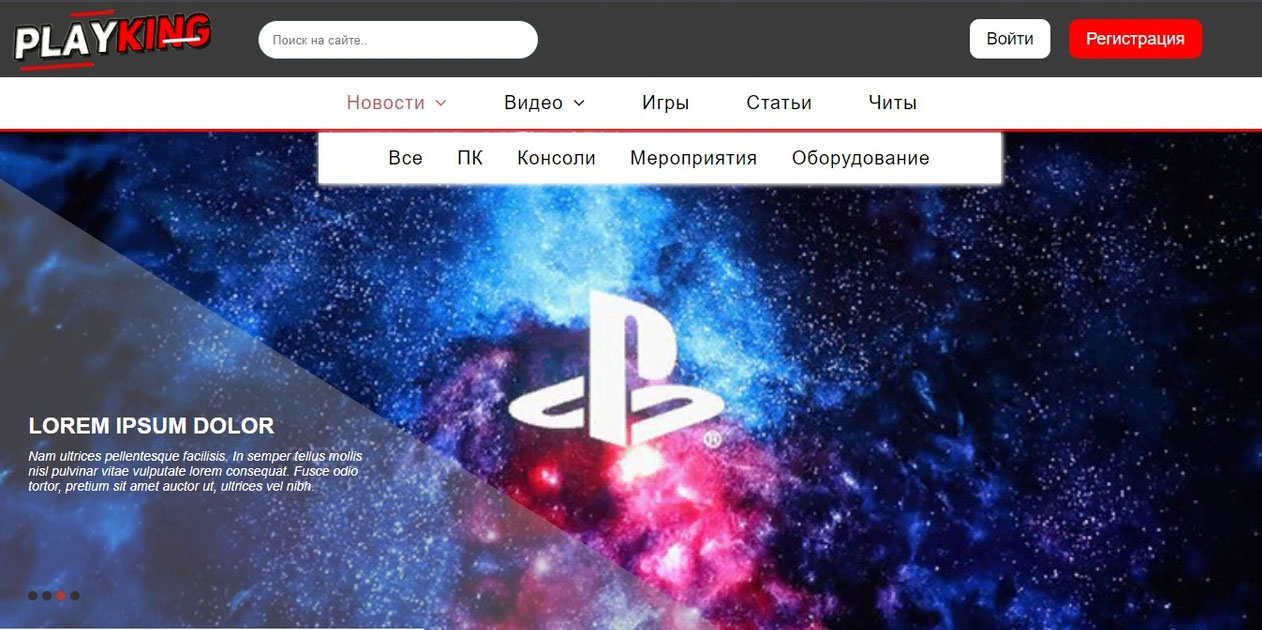 PLAYKING
Поиск на сайте..
Войти
Регистрация
Новости
Видео
Игры
Статьи
Читы
Все
ПК
Консоли
Мероприятия
Оборудование
®
LOREM IPSUM DOLOR
Nam ultrices pellentesque facilisis. In semper tellus mollis
nisl pulvinar vitae vulputate lorem consequat. Fusce odio
tortor, pretium sit amet auctor ut, ultrices vel nibh.